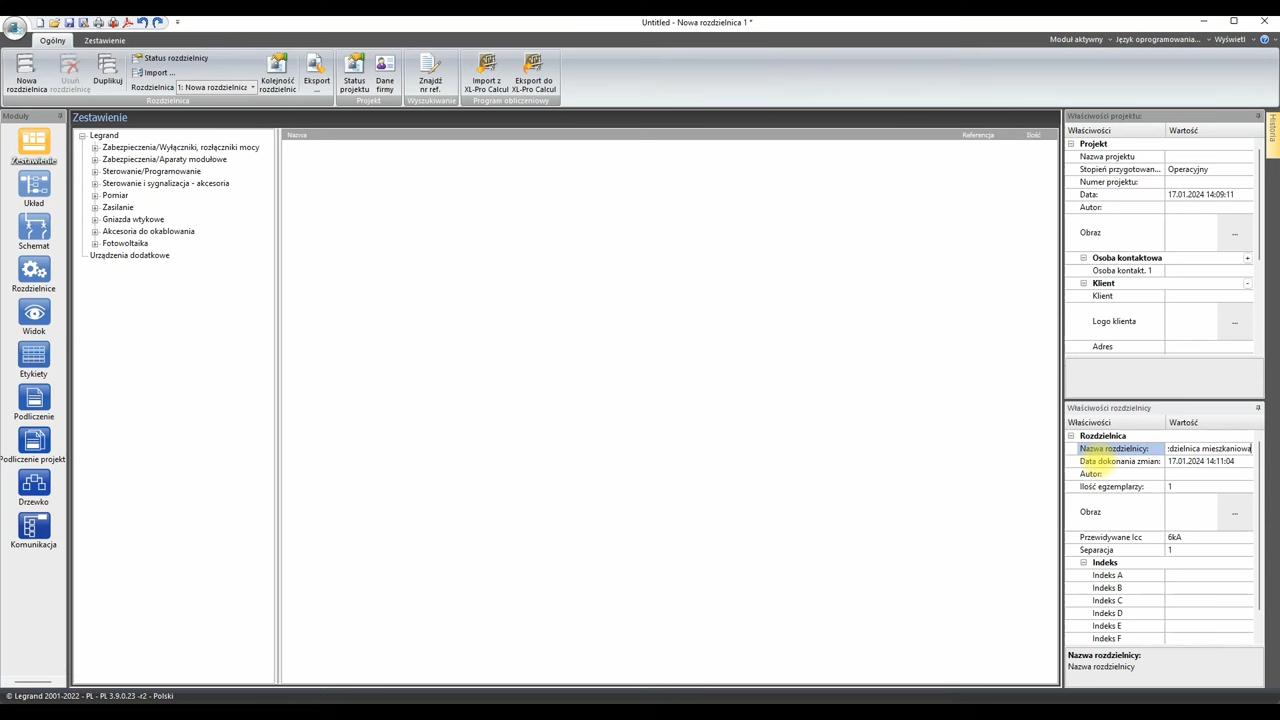 Untitled - Nowa rozdzielnica 1 *
Ogólny
Zestawienie
Moduł aktywny
Język oprogramowania...
Wyświetl
Nowa rozdzielnica
Usuń rozdzielnicę
Duplikuj
Status rozdzielnicy
Import ...
Rozdzielnica 1: Nowa rozdzielnica
Kolejność rozdzielnic
Eksport ...
Rozdzielnica
Status projektu
Dane firmy
Projekt
Znajdź nr ref.
Wyszukiwanie
Import z XL-Pro Calcul
Eksport do XL-Pro Calcul
Program obliczeniowy
Moduły
Zestawienie
Układ
Schemat
Rozdzielnice
Widok
Etykiety
Podliczenie
Podliczenie projekt
Drzewko
Komunikacja
Zestawienie
Legrand
Zabezpieczenia/Wyłączniki, rozłączniki mocy
Zabezpieczenia/Aparaty modułowe
Sterowanie/Programowanie
Sterowanie i sygnalizacja - akcesoria
Pomiar
Zasilanie
Gniazda wtykowe
Akcesoria do okablowania
Fotowoltaika
Urządzenia dodatkowe
Nazwa Referencja Ilość
Właściwości projektu:
Właściwości Wartość
Projekt
Nazwa projektu
Stopień przygotowan... Operacyjny
Numer projektu:
Data: 17.01.2024 14:09:11
Autor:
Obraz ...
Osoba kontaktowa +
Osoba kontakt. 1
Klient -
Klient
Logo klienta ...
Adres
Właściwości rozdzielnicy
Właściwości Wartość
Rozdzielnica
Nazwa rozdzielnicy: :dzielnica mieszkaniowa
Data dokonania zmian: 17.01.2024 14:11:04
Autor:
Ilość egzemplarzy: 1
Obraz ...
Przewidywane Icc 6kA
Separacja 1
Indeks
Indeks A
Indeks B
Indeks C
Indeks D
Indeks E
Indeks F
Nazwa rozdzielnicy:
Nazwa rozdzielnicy
Historia
© Legrand 2001-2022 - PL - PL 3.9.0.23 -r2 - Polski